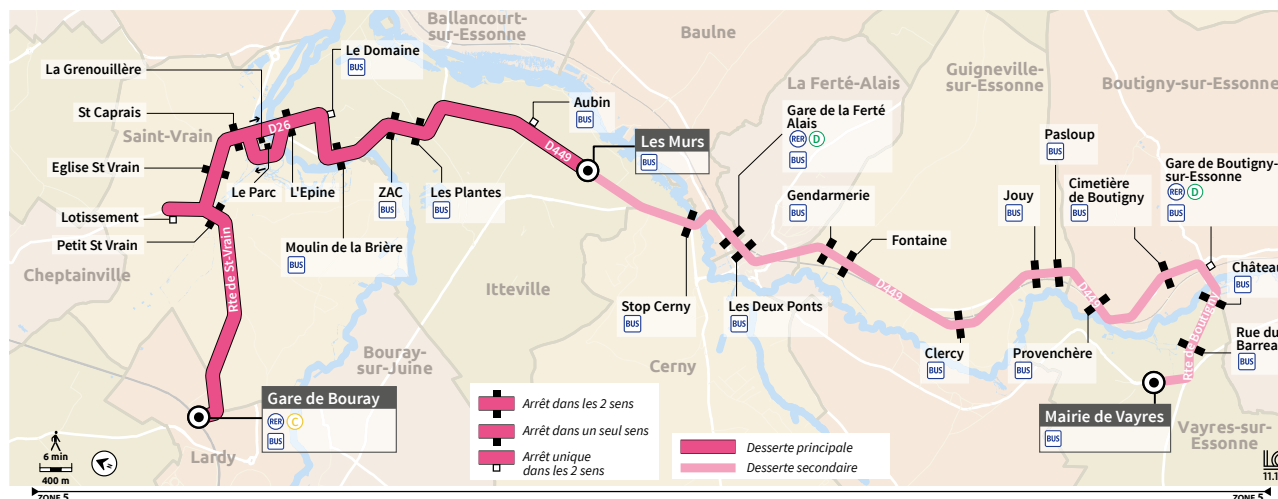 Ballancourt-
sur-Essonne
Baulne
La Ferté-Alais
Guigneville-
sur-Essonne
Boutigny-sur-Essonne
Saint-Vrain
Cheptainville
Itteville
Bouray-
sur-Juine
Cerny
Lardy
Vayres-sur-
Essonne
La Grenouillère
St Caprais
Eglise St Vrain
Lotissement
Petit St Vrain
Le Parc
L'Epine
Le Domaine
BUS
Moulin de la Brière
BUS
ZAC
BUS
Les Plantes
BUS
Aubin
BUS
Les Murs
BUS
D26
D449
Rte de St-Vrain
Gare de Bouray
RER C
BUS
Stop Cerny
BUS
Gare de la Ferté
Alais
RER D
BUS
Les Deux Ponts
BUS
Gendarmerie
BUS
Fontaine
D449
Clercy
BUS
Jouy
BUS
Pasloup
BUS
Provenchère
BUS
D449
Cimetière
de Boutigny
BUS
Gare de Boutigny-
sur-Essonne
RER D
BUS
Château
BUS
Rue du
Barreau
BUS
Rte de Boutigny
Mairie de Vayres
BUS
Arrêt dans les 2 sens
Arrêt dans un seul sens
Arrêt unique
dans les 2 sens
Desserte principale
Desserte secondaire
6 min
400 m
11.1
ZONE 5
ZONE 5